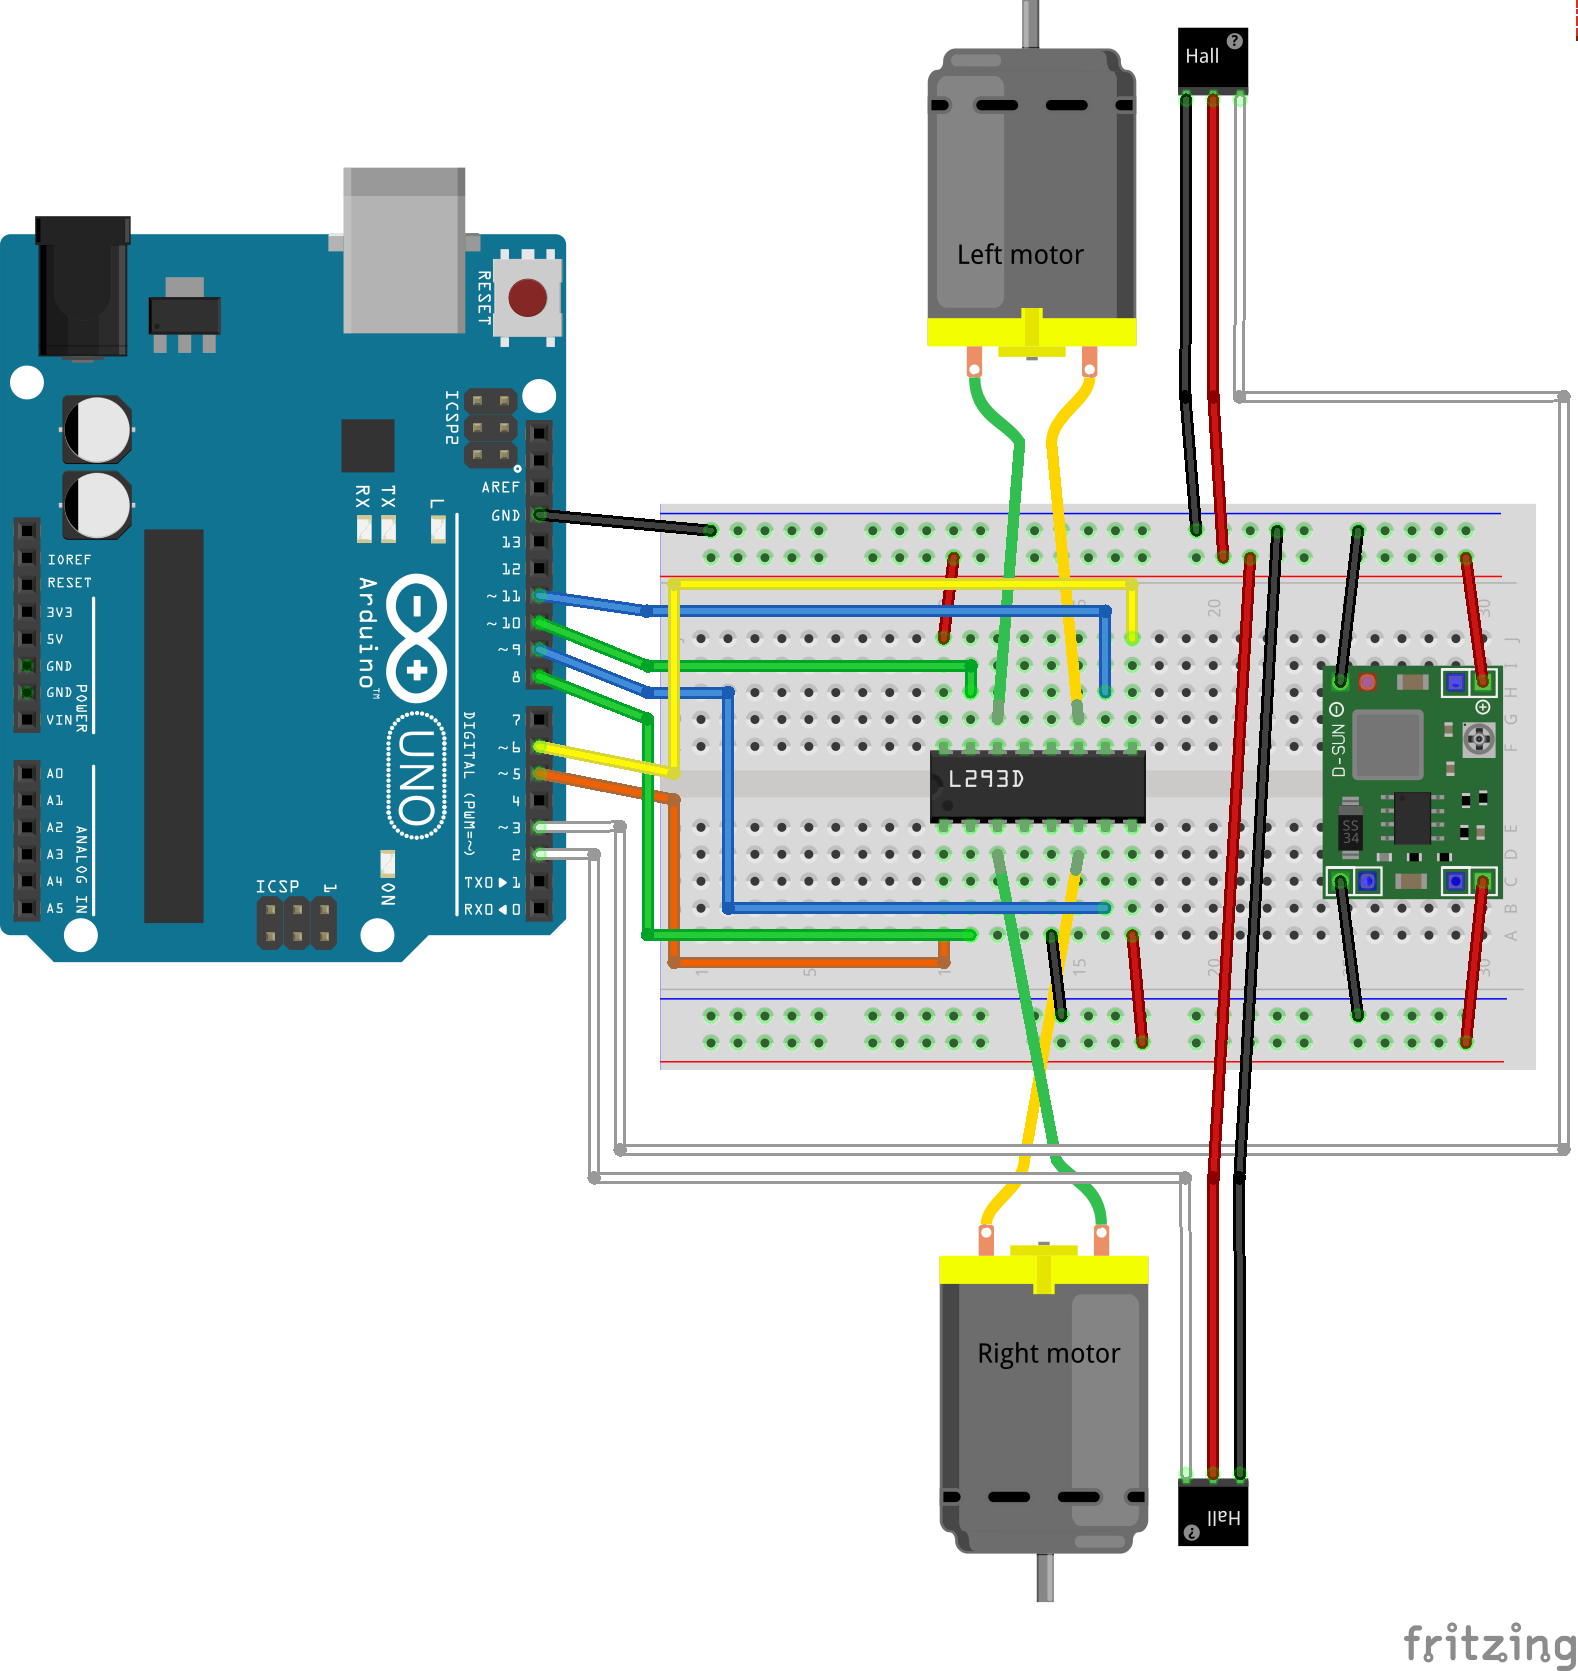 Hall
Left motor
RESET
ICSP2
AREF
GND
13
12
~11
~10
~9
8
7
~6
~5
4
~3
2
TX0▶1
RX0◀0
RX
TX
L
IOREF
RESET
3V3
5V
GND
GND
VIN
POWER
A0
A1
A2
A3
A4
A5
ANALOG IN
Arduino™
UNO
DIGITAL (PWM=~)
ICSP
1
ON
L293D
20
30
J
I
H
G
F
E
D
C
B
A
1
5
15
20
30
D-SUN
SS
34
Right motor
Hall
fritzing